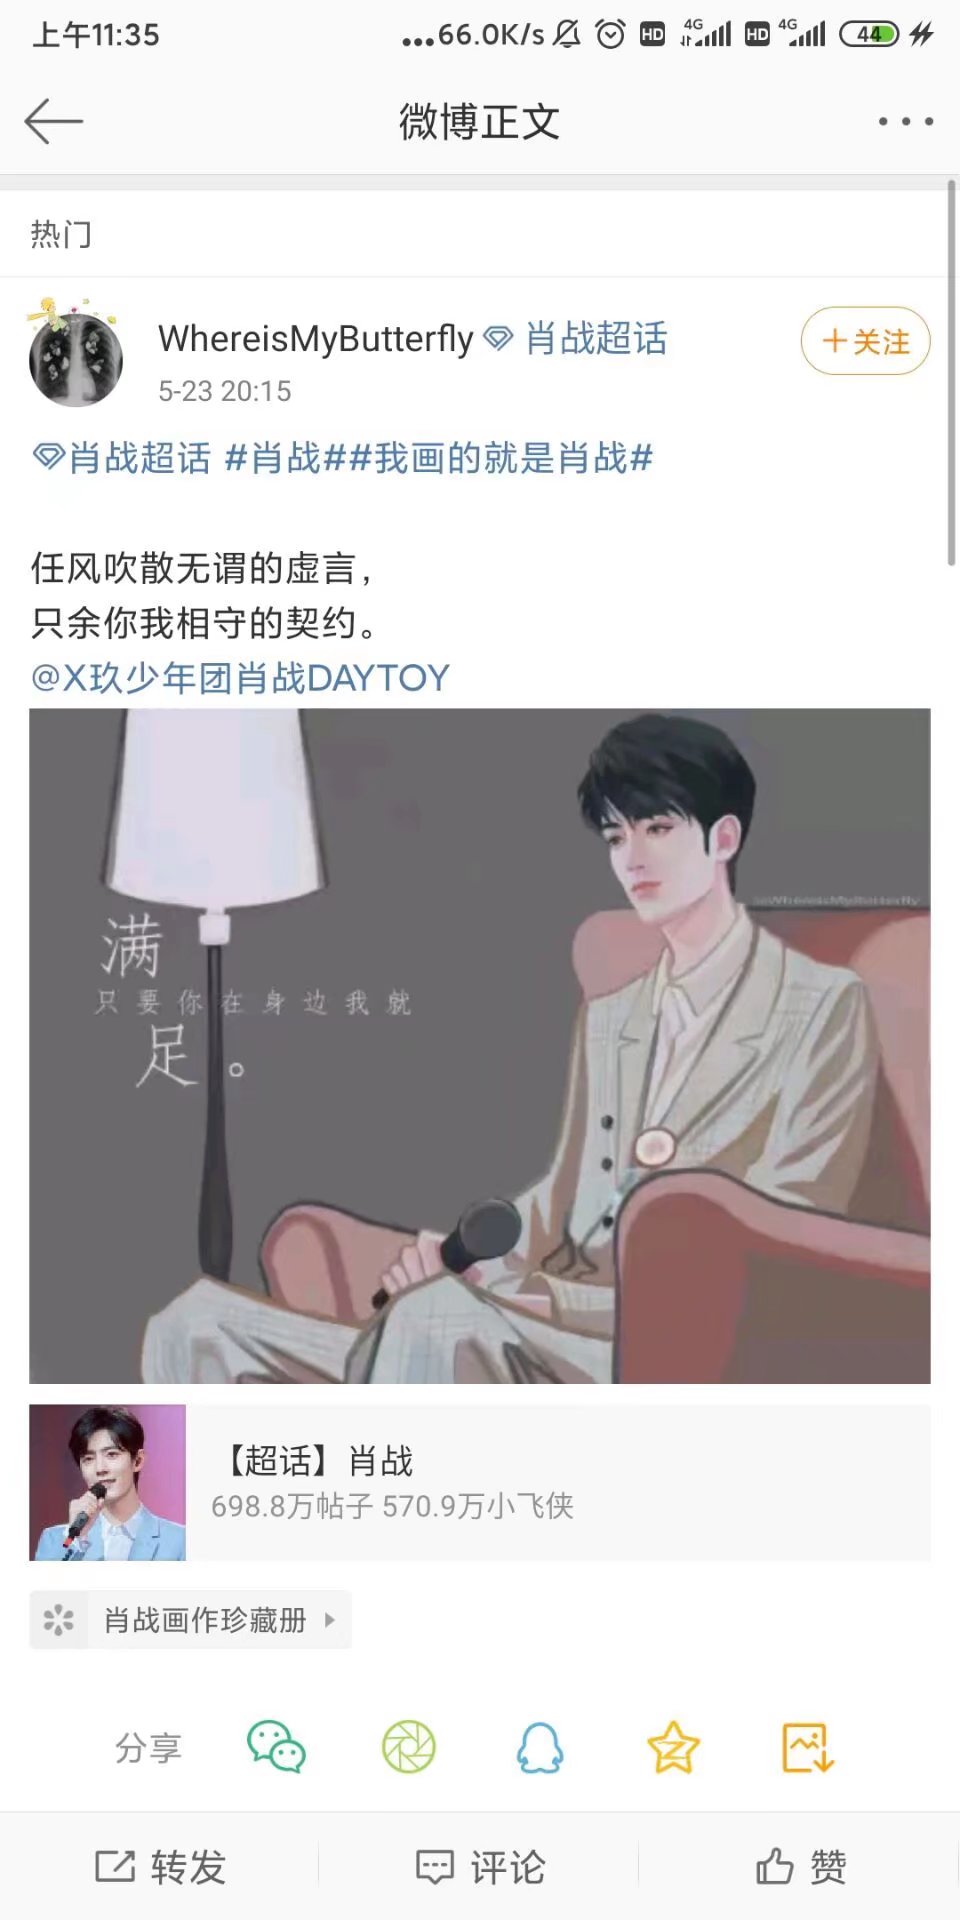 上午11:35
...66.0K/s HD 4G HD 4G 44
微博正文
热门
WhereisMyButterfly 肖战超话
+关注
5-23 20:15
肖战超话 #肖战##我画的就是肖战#
任风吹散无谓的虚言，
只余你我相守的契约。
@X玖少年团肖战DAYTOY
@WhereisMyButterfly
满
只要你在身边我就
足。
【超话】肖战
698.8万帖子 570.9万小飞侠
肖战画作珍藏册
分享
转发 评论 赞